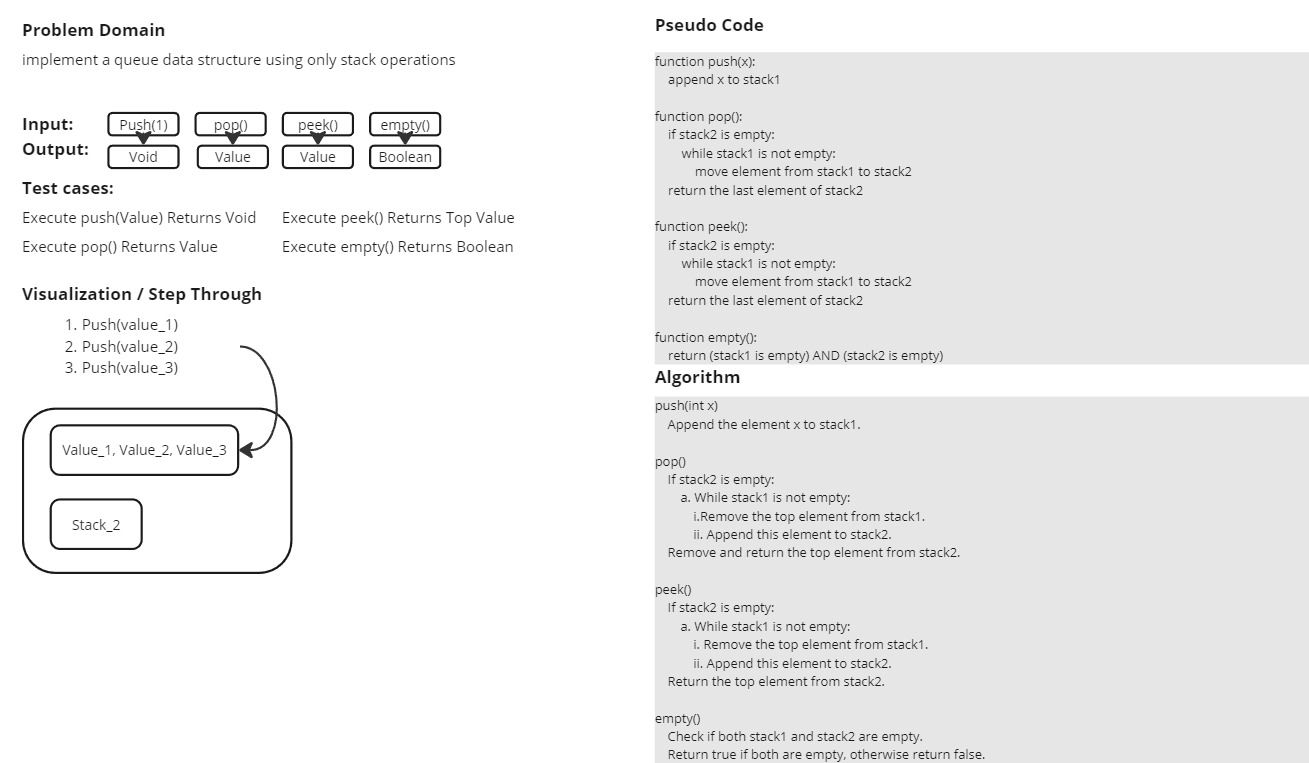 Problem Domain
implement a queue data structure using only stack operations
Input:
Push(1) pop() peek() empty()
Output:
Void Value Value Boolean
Test cases:
Execute push(Value) Returns Void Execute peek() Returns Top Value
Execute pop() Returns Value Execute empty() Returns Boolean
Visualization / Step Through
1. Push(value_1)
2. Push(value_2)
3. Push(value_3)
Value_1, Value_2, Value_3
Stack_2
Pseudo Code
function push(x):
append x to stack1
function pop():
if stack2 is empty:
while stack1 is not empty:
move element from stack1 to stack2
return the last element of stack2
function peek():
if stack2 is empty:
while stack1 is not empty:
move element from stack1 to stack2
return the last element of stack2
function empty():
return (stack1 is empty) AND (stack2 is empty)
Algorithm
push(int x)
Append the element x to stack1.
pop()
If stack2 is empty:
a. While stack1 is not empty:
i.Remove the top element from stack1.
ii. Append this element to stack2.
Remove and return the top element from stack2.
peek()
If stack2 is empty:
a. While stack1 is not empty:
i. Remove the top element from stack1.
ii. Append this element to stack2.
Return the top element from stack2.
empty()
Check if both stack1 and stack2 are empty.
Return true if both are empty, otherwise return false.